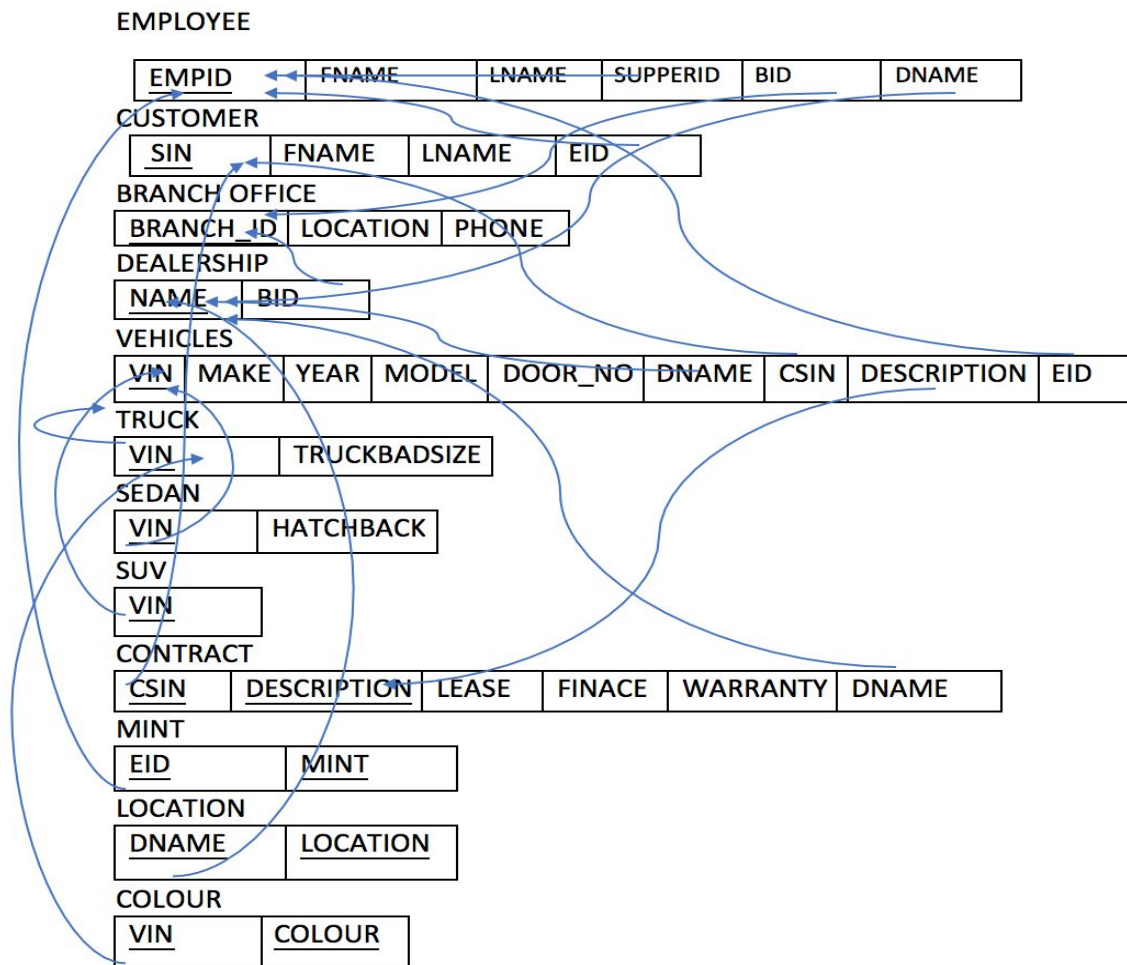 EMPLOYEE
EMPID FNAME LNAME SUPPERID BID DNAME
CUSTOMER
SIN FNAME LNAME EID
BRANCH OFFICE
BRANCH_ID LOCATION PHONE
DEALERSHIP
NAME BID
VEHICLES
VIN MAKE YEAR MODEL DOOR_NO DNAME CSIN DESCRIPTION EID
TRUCK
VIN TRUCKBADSIZE
SEDAN
VIN HATCHBACK
SUV
VIN
CONTRACT
CSIN DESCRIPTION LEASE FINACE WARRANTY DNAME
MINT
EID MINT
LOCATION
DNAME LOCATION
COLOUR
VIN COLOUR